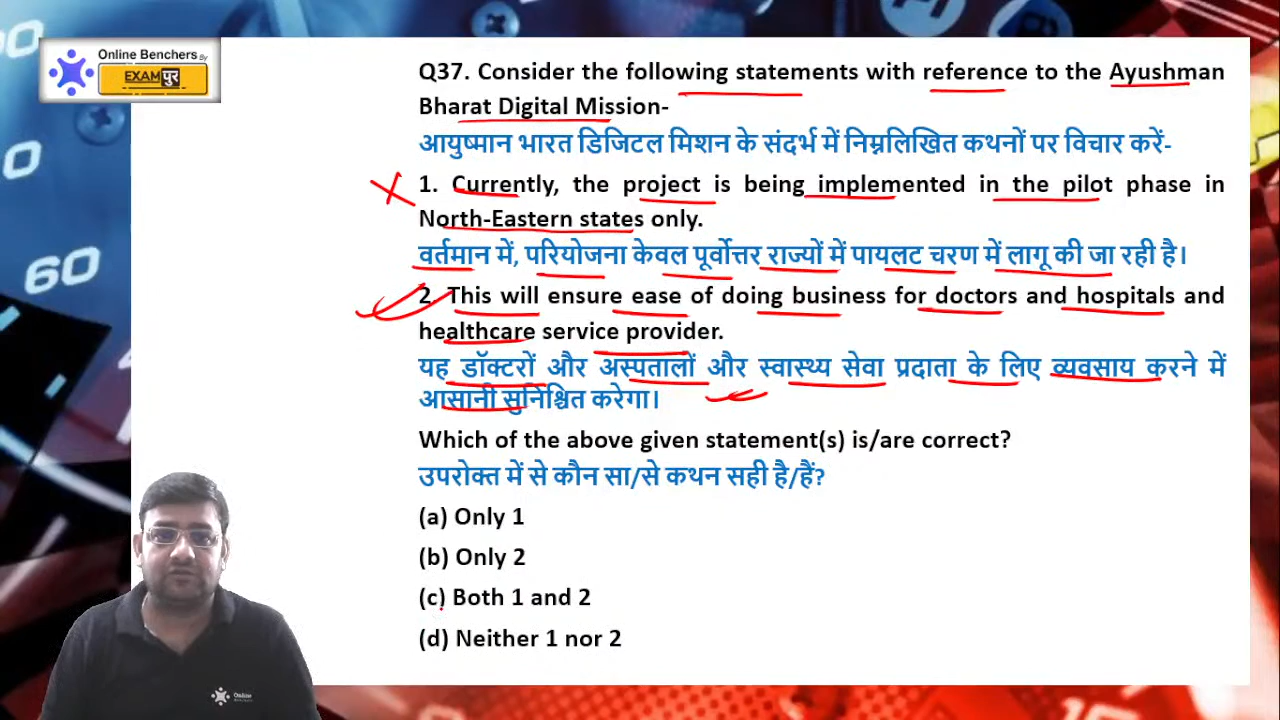 Online Benchers By
EXAMपुर
Q37. Consider the following statements with reference to the Ayushman
Bharat Digital Mission-
आयुष्मान भारत डिजिटल मिशन के संदर्भ में निम्नलिखित कथनों पर विचार करें-
1. Currently, the project is being implemented in the pilot phase in
North-Eastern states only.
वर्तमान में, परियोजना केवल पूर्वोत्तर राज्यों में पायलट चरण में लागू की जा रही है।
2. This will ensure ease of doing business for doctors and hospitals and
healthcare service provider.
यह डॉक्टरों और अस्पतालों और स्वास्थ्य सेवा प्रदाता के लिए व्यवसाय करने में
आसानी सुनिश्चित करेगा।
Which of the above given statement(s) is/are correct?
उपरोक्त में से कौन सा/से कथन सही है/हैं?
(a) Only 1
(b) Only 2
(c) Both 1 and 2
(d) Neither 1 nor 2
Online